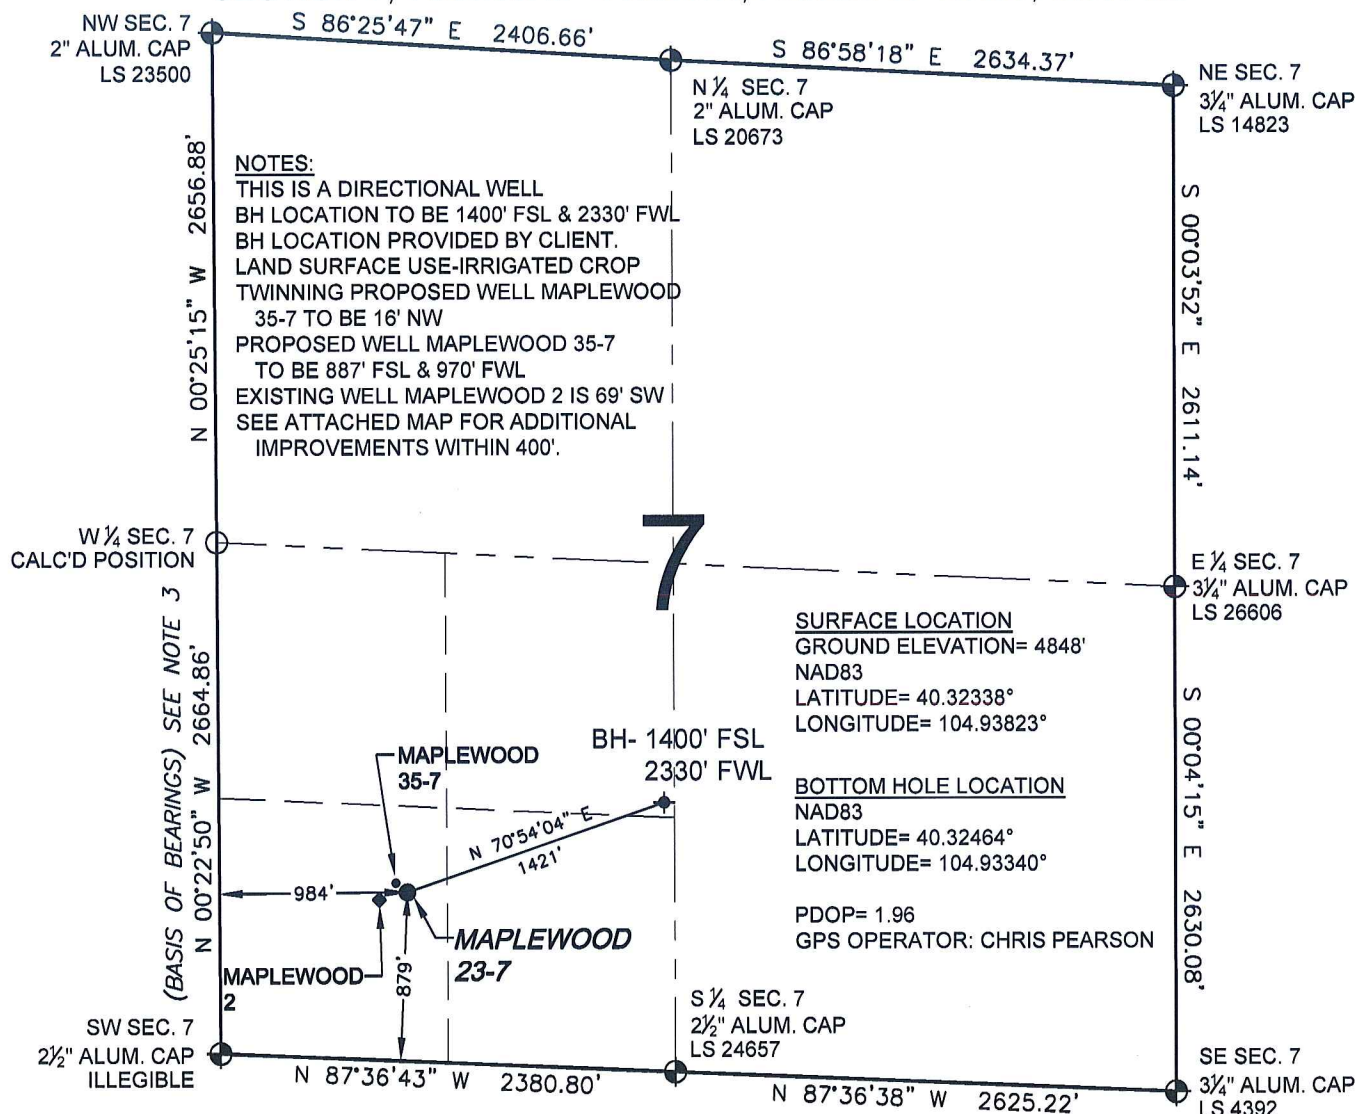 NW SEC. 7
2" ALUM. CAP
LS 23500
S 86°25'47" E 2406.66'
S 86°58'18" E 2634.37'
N ¼ SEC. 7
2" ALUM. CAP
LS 20673
NE SEC. 7
3¼" ALUM. CAP
LS 14823
N 00°25'15" W 2656.88'
NOTES:
THIS IS A DIRECTIONAL WELL
BH LOCATION TO BE 1400' FSL & 2330' FWL
BH LOCATION PROVIDED BY CLIENT.
LAND SURFACE USE-IRRIGATED CROP
TWINNING PROPOSED WELL MAPLEWOOD
35-7 TO BE 16' NW
PROPOSED WELL MAPLEWOOD 35-7
TO BE 887' FSL & 970' FWL
EXISTING WELL MAPLEWOOD 2 IS 69' SW
SEE ATTACHED MAP FOR ADDITIONAL
IMPROVEMENTS WITHIN 400'.
S 00°03'52" E 2611.14'
7
W ¼ SEC. 7
CALC'D POSITION
E ¼ SEC. 7
3¼" ALUM. CAP
LS 26606
(BASIS OF BEARINGS) SEE NOTE 3
N 00°22'50" W 2664.86'
SURFACE LOCATION
GROUND ELEVATION= 4848'
NAD83
LATITUDE= 40.32338°
LONGITUDE= 104.93823°
BH- 1400' FSL
2330' FWL
MAPLEWOOD
35-7
BOTTOM HOLE LOCATION
NAD83
LATITUDE= 40.32464°
LONGITUDE= 104.93340°
PDOP= 1.96
GPS OPERATOR: CHRIS PEARSON
S 00°04'15" E 2630.08'
N 70°54'04" E
1421'
984'
879'
MAPLEWOOD
23-7
MAPLEWOOD
2
SW SEC. 7
2½" ALUM. CAP
ILLEGIBLE
N 87°36'43" W 2380.80'
S ¼ SEC. 7
2½" ALUM. CAP
LS 24657
N 87°36'38" W 2625.22'
SE SEC. 7
3¼" ALUM. CAP
LS 4392